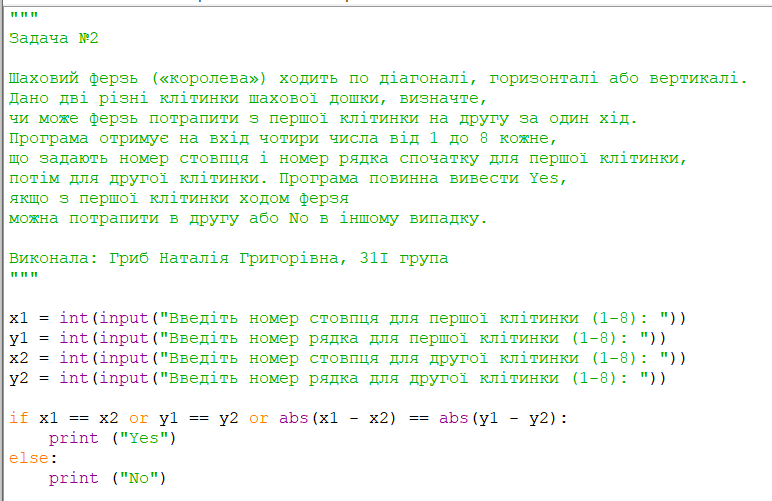 """
Задача №2
Шаховий ферзь («королева») ходить по діагоналі, горизонталі або вертикалі.
Дано дві різні клітинки шахової дошки, визначте,
чи може ферзь потрапити з першої клітинки на другу за один хід.
Програма отримує на вхід чотири числа від 1 до 8 кожне,
що задають номер стовпця і номер рядка спочатку для першої клітинки,
потім для другої клітинки. Програма повинна вивести Yes,
якщо з першої клітинки ходом ферзя
можна потрапити в другу або No в іншому випадку.
Виконала: Гриб Наталія Григорівна, 31І група
"""
x1 = int(input("Введіть номер стовпця для першої клітинки (1-8): "))
y1 = int(input("Введіть номер рядка для першої клітинки (1-8): "))
x2 = int(input("Введіть номер стовпця для другої клітинки (1-8): "))
y2 = int(input("Введіть номер рядка для другої клітинки (1-8): "))
if x1 == x2 or y1 == y2 or abs(x1 - x2) == abs(y1 - y2):
    print ("Yes")
else:
    print ("No")